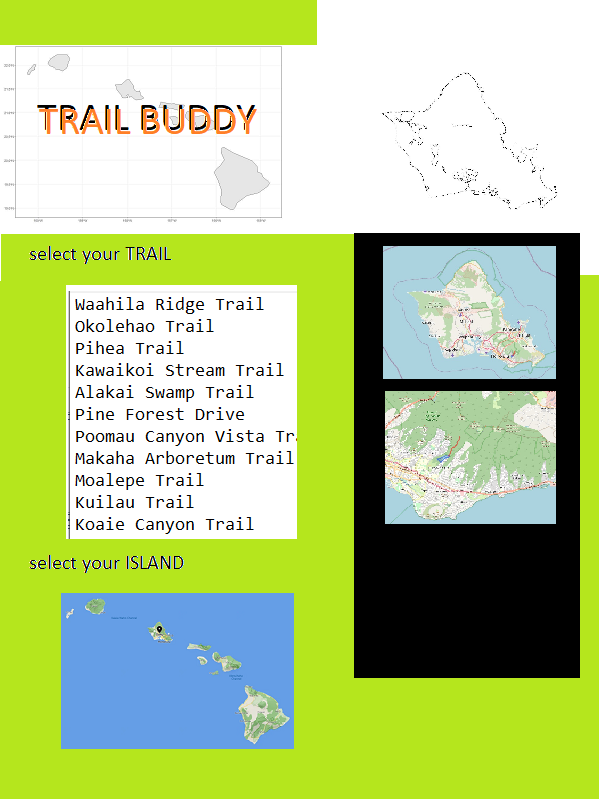 TRAIL BUDDY
select your TRAIL
Waahila Ridge Trail
Okolehao Trail
Pihea Trail
Kawaikoi Stream Trail
Alakai Swamp Trail
Pine Forest Drive
Poomau Canyon Vista Tra
Makaha Arboretum Trail
Moalepe Trail
Kuilau Trail
Koaie Canyon Trail
select your ISLAND